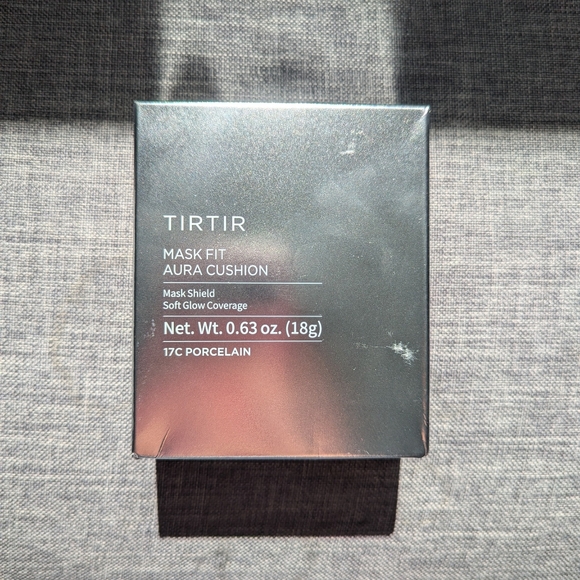 TIRTIR
MASK FIT
AURA CUSHION
Mask Shield
Soft Glow Coverage
Net. Wt. 0.63 oz. (18g)
17C PORCELAIN